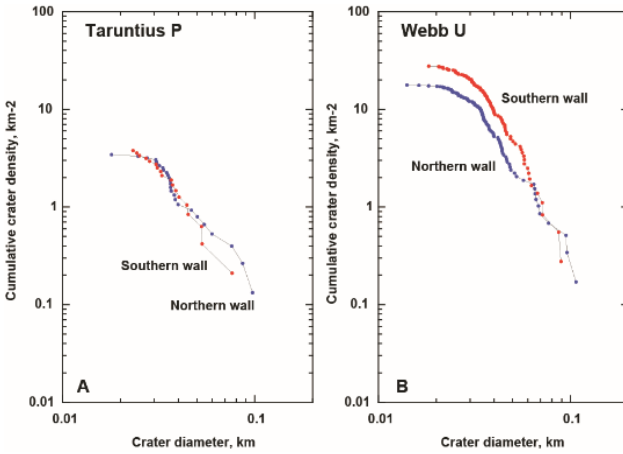 Taruntius P
Cumulative crater density, km-2
100
10
1
0.1
0.01
Southern wall
Northern wall
A
0.01
0.1
Crater diameter, km
Webb U
Cumulative crater density, km-2
100
10
1
0.1
0.01
Southern wall
Northern wall
B
0.01
0.1
Crater diameter, km